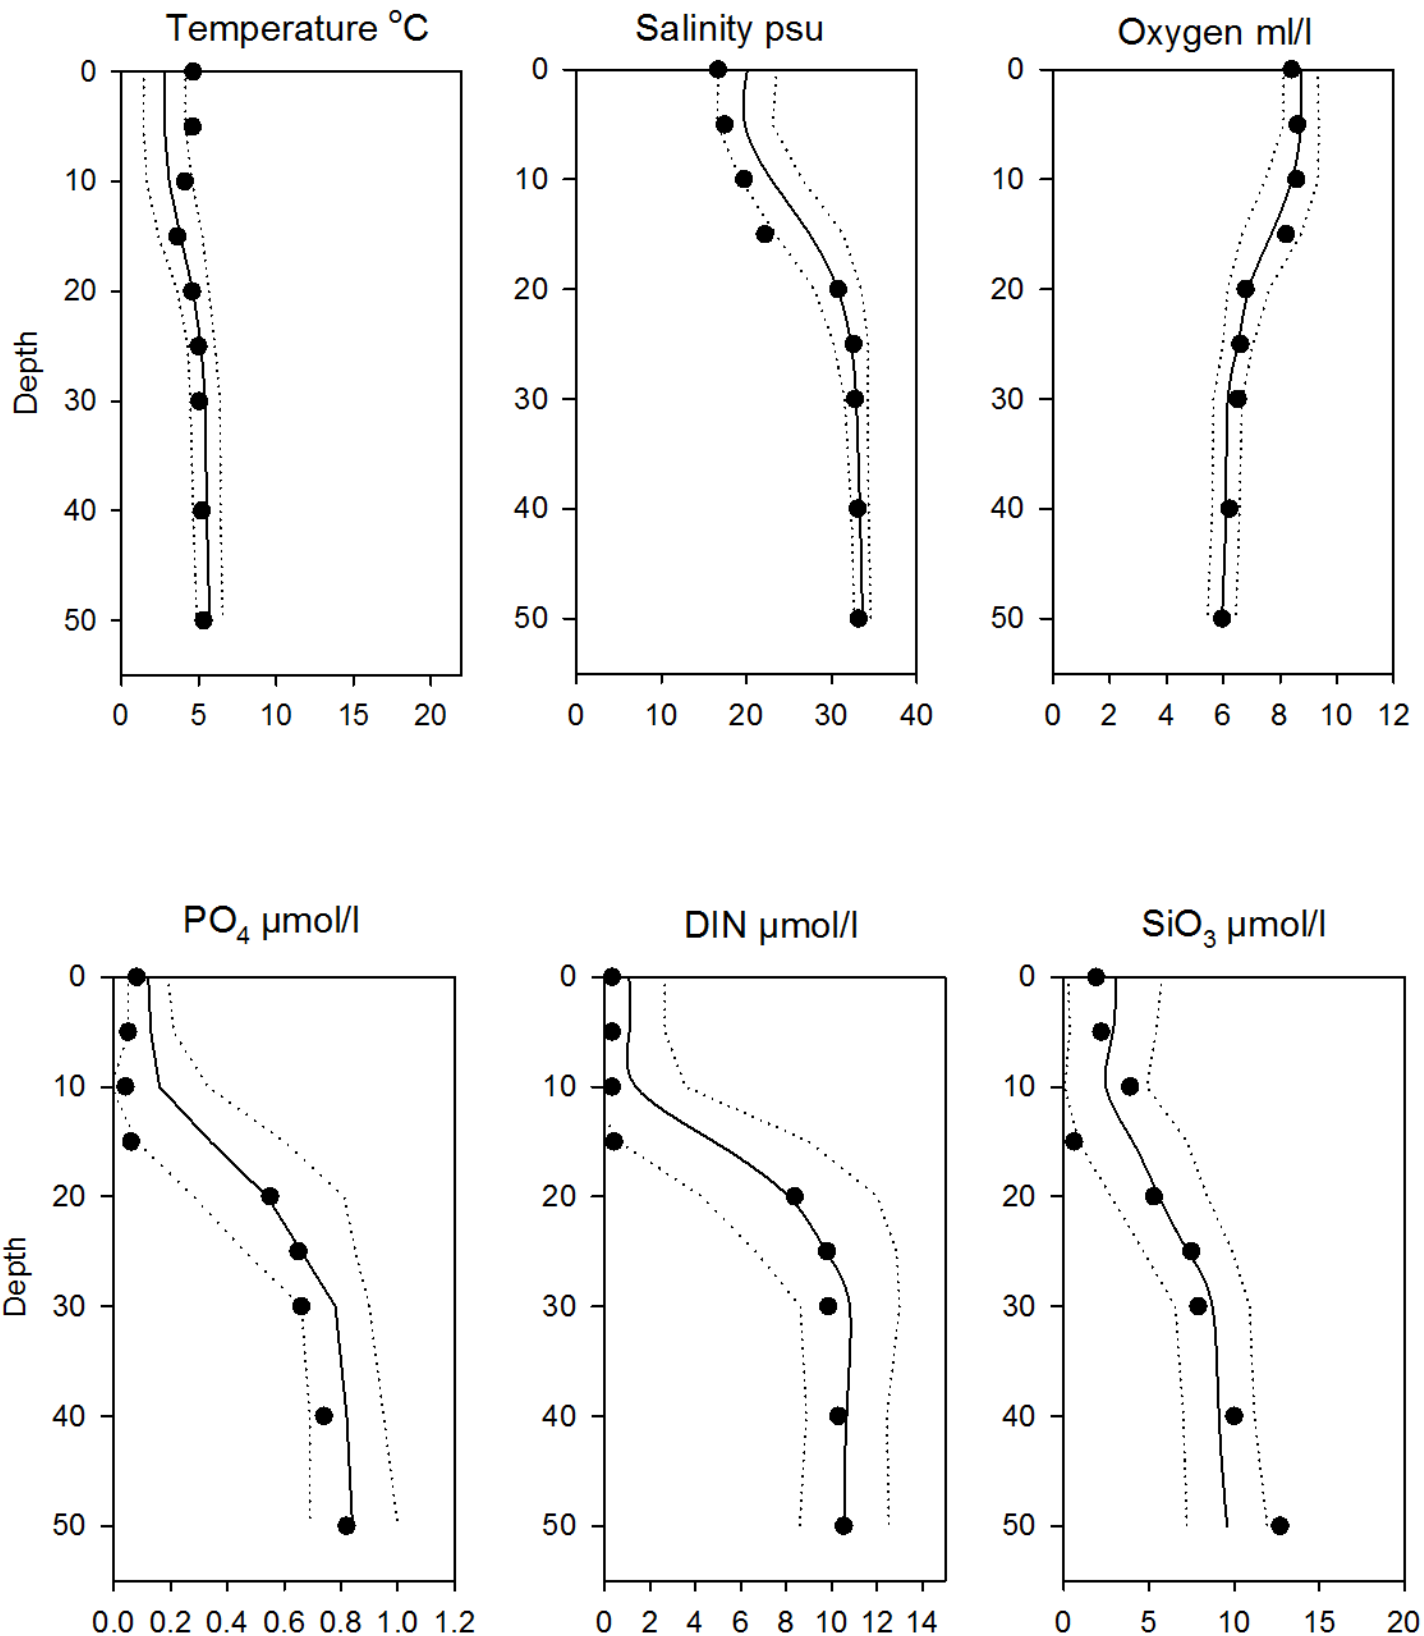 Temperature °C
Salinity psu
Oxygen ml/l
0
10
20
30
40
50
Depth
0 5 10 15 20
0
10
20
30
40
50
0 10 20 30 40
0
10
20
30
40
50
0 2 4 6 8 10 12
PO₄ µmol/l
DIN µmol/l
SiO₃ µmol/l
0
10
20
30
40
50
Depth
0.0 0.2 0.4 0.6 0.8 1.0 1.2
0
10
20
30
40
50
0 2 4 6 8 10 12 14
0
10
20
30
40
50
0 5 10 15 20